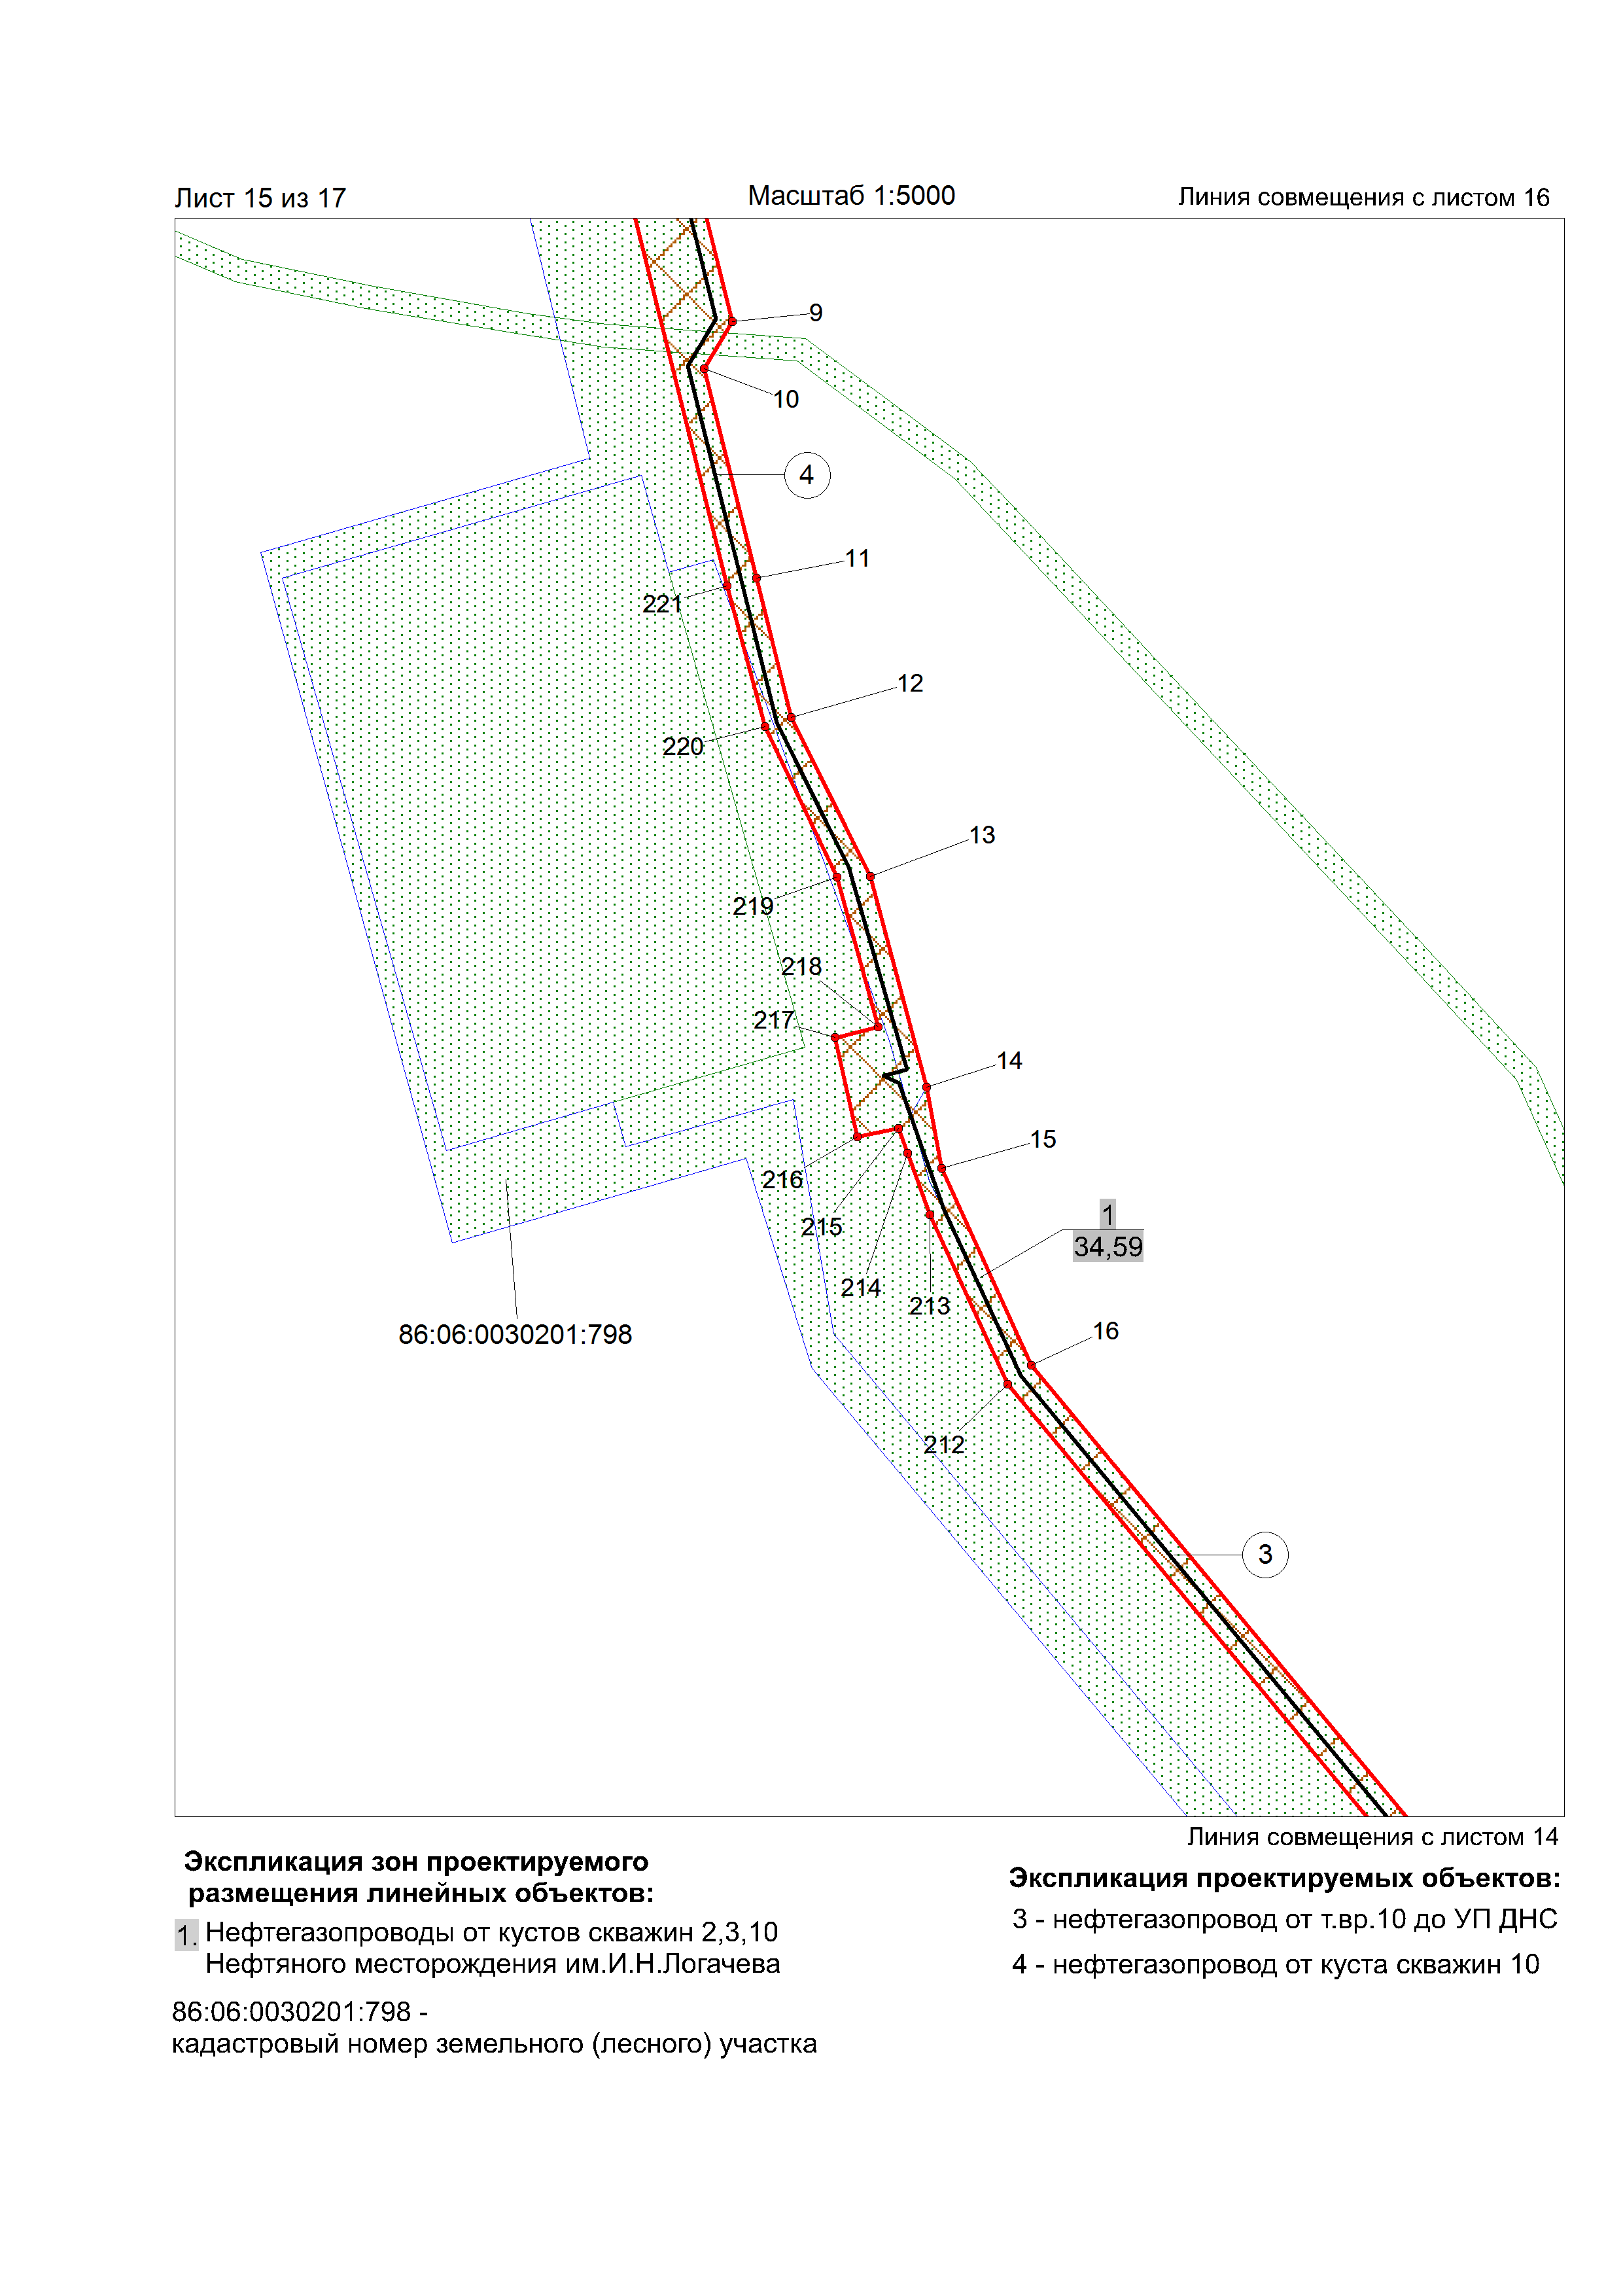 Лист 15 из 17
Масштаб 1:5000
Линия совмещения с листом 16
9
10
4
11
221
12
220
13
219
218
217
14
15
216
1
34,59
215
214
213
16
86:06:0030201:798
212
3
Линия совмещения с листом 14
Экспликация зон проектируемого
размещения линейных объектов:
1. Нефтегазопроводы от кустов скважин 2,3,10
Нефтяного месторождения им.И.Н.Логачева
86:06:0030201:798 -
кадастровый номер земельного (лесного) участка
Экспликация проектируемых объектов:
3 - нефтегазопровод от т.вр.10 до УП ДНС
4 - нефтегазопровод от куста скважин 10